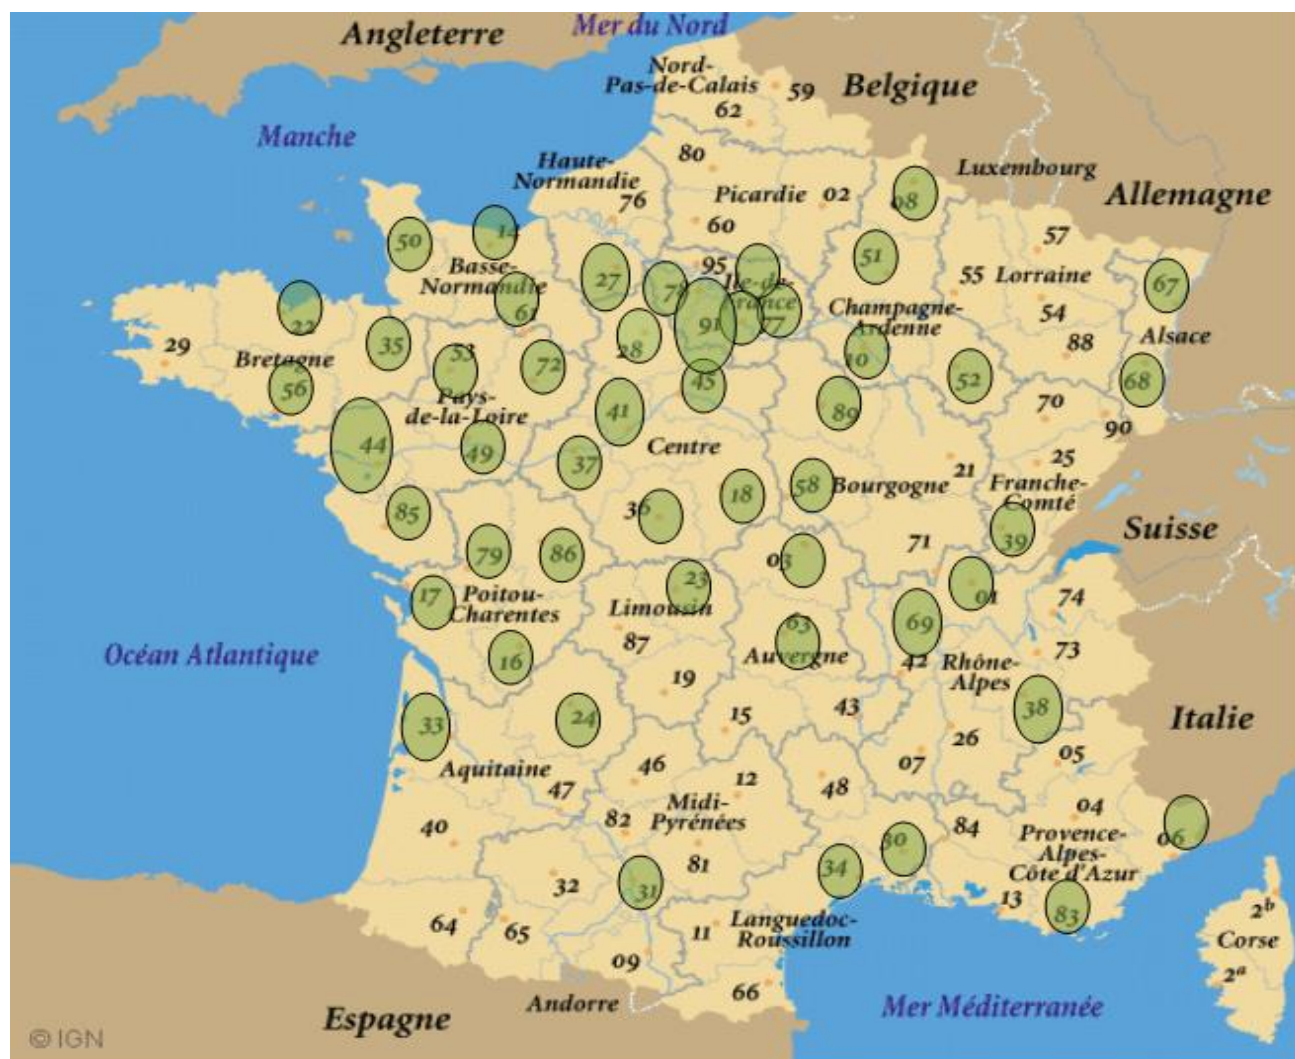 Mer du Nord
Angleterre
Nord-
Pas-de-Calais
59
Belgique
62
Manche
80
Haute-
Normandie
Luxembourg
Allemagne
Picardie
02
08
76
60
14
57
50
51
95
55
Lorraine
67
Basse-
Normandie
27
Ile-de-
France
77
54
Champagne-
Ardenne
61
22
91
Alsace
29
35
28
10
88
Bretagne
53
72
45
52
68
56
Pays-
de-la-Loire
41
89
70
90
44
49
Centre
37
58
Bourgogne
21
25
Franche-
Comté
18
85
36
Suisse
39
79
86
03
71
17
Poitou-
Charentes
23
Limousin
01
74
63
69
Océan Atlantique
87
Auvergne
42
Rhône-
Alpes
73
16
19
38
33
24
15
43
Italie
26
05
Aquitaine
46
12
07
48
47
04
Midi-
Pyrénées
40
82
84
06
Provence-
Alpes-
Côte d'Azur
30
81
34
32
31
13
83
2b
64
65
11
Languedoc-
Roussillon
Corse
09
2a
66
Andorre
Espagne
Mer Méditerranée
© IGN